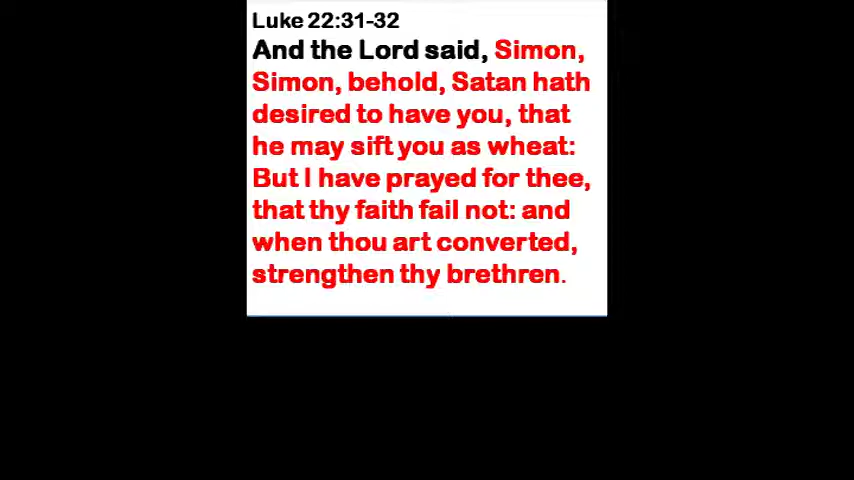 Luke 22:31-32
And the Lord said, Simon,
Simon, behold, Satan hath
desired to have you, that
he may sift you as wheat:
But I have prayed for thee,
that thy faith fail not: and
when thou art converted,
strengthen thy brethren.